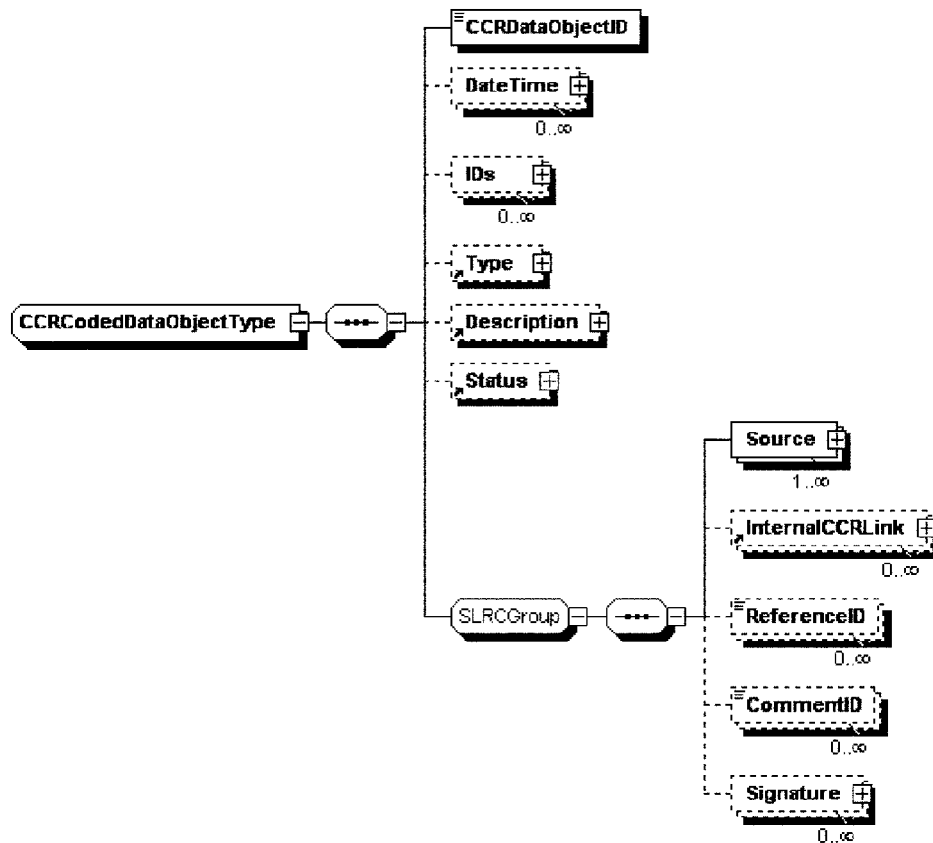 CCRDataObjectID
DateTime
0..∞
IDs
0..∞
Type
CCRCodedDataObjectType
Description
Status
Source
1..∞
InternalCCRLink
0..∞
SLRCGroup
ReferenceID
0..∞
CommentID
0..∞
Signature
0..∞